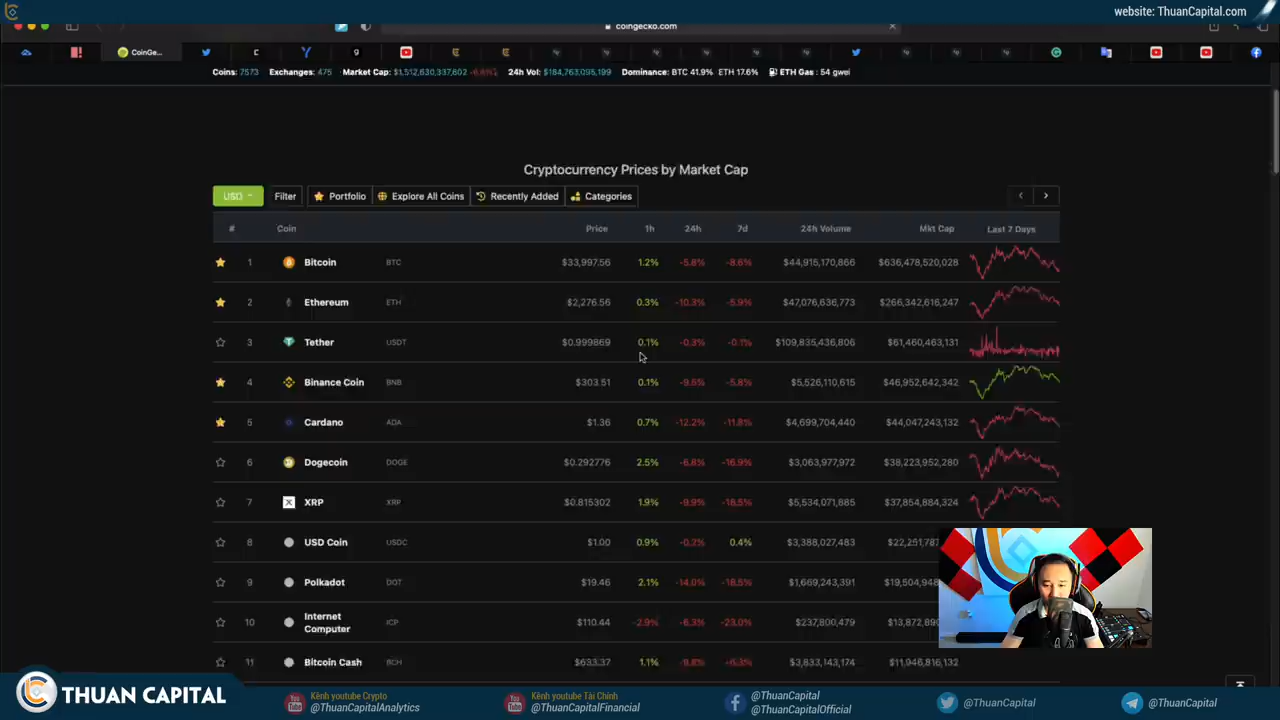 website: ThuanCapital.com
coingecko.com
CoinGe...
Coins: 7573 Exchanges: 475 Market Cap: $1,512,630,337,602 -6.6% 24h Vol: $184,763,095,199 Dominance: BTC 41.9% ETH 17.6% ETH Gas : 54 gwei
Cryptocurrency Prices by Market Cap
USD Filter Portfolio Explore All Coins Recently Added Categories
# Coin Price 1h 24h 7d 24h Volume Mkt Cap Last 7 Days
1 Bitcoin BTC $33,997.56 1.2% -5.8% -8.6% $44,915,170,866 $636,478,520,028
2 Ethereum ETH $2,276.56 0.3% -10.3% -5.9% $47,076,636,773 $266,342,616,247
3 Tether USDT $0.999869 0.1% -0.3% -0.1% $109,835,436,806 $61,460,463,131
4 Binance Coin BNB $303.51 0.1% -9.6% -5.8% $5,526,110,615 $46,952,642,342
5 Cardano ADA $1.36 0.7% -12.2% -11.8% $4,699,704,440 $44,047,243,132
6 Dogecoin DOGE $0.292776 2.5% -6.8% -16.9% $3,063,977,972 $38,223,952,280
7 XRP XRP $0.815302 1.9% -9.9% -18.5% $5,534,071,885 $37,854,884,324
8 USD Coin USDC $1.00 0.9% -0.2% 0.4% $3,388,027,483
9 Polkadot DOT $19.46 2.1% -14.0% -18.5% $1,669,243,391
10 Internet Computer ICP $110.44 -2.9% -6.3% -23.0% $237,800,479
11 Bitcoin Cash BCH $633.37 1.1% $3,833,143,174 $11,946,816,132
THUAN CAPITAL
Kênh youtube Crypto
@ThuanCapitalAnalytics
Kênh youtube Tài Chính
@ThuanCapitalFinancial
@ThuanCapital
@ThuanCapitalOfficial
@ThuanCapital
@ThuanCapital